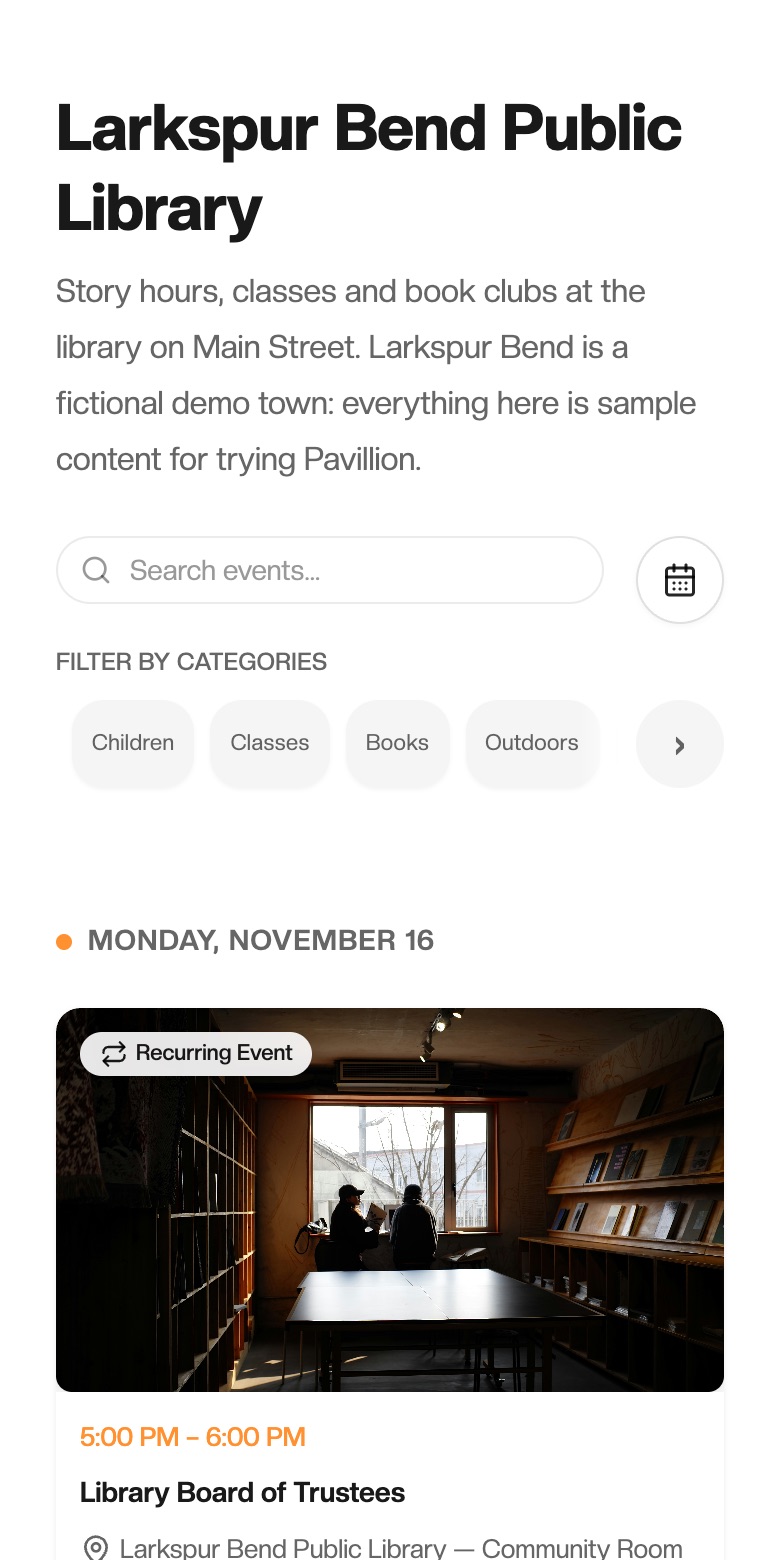 Larkspur Bend Public
Library
Story hours, classes and book clubs at the
library on Main Street. Larkspur Bend is a
fictional demo town: everything here is sample
content for trying Pavillion.
Search events...
FILTER BY CATEGORIES
Children
Classes
Books
Outdoors
MONDAY, NOVEMBER 16
Recurring Event
5:00 PM – 6:00 PM
Library Board of Trustees
Larkspur Bend Public Library — Community Room